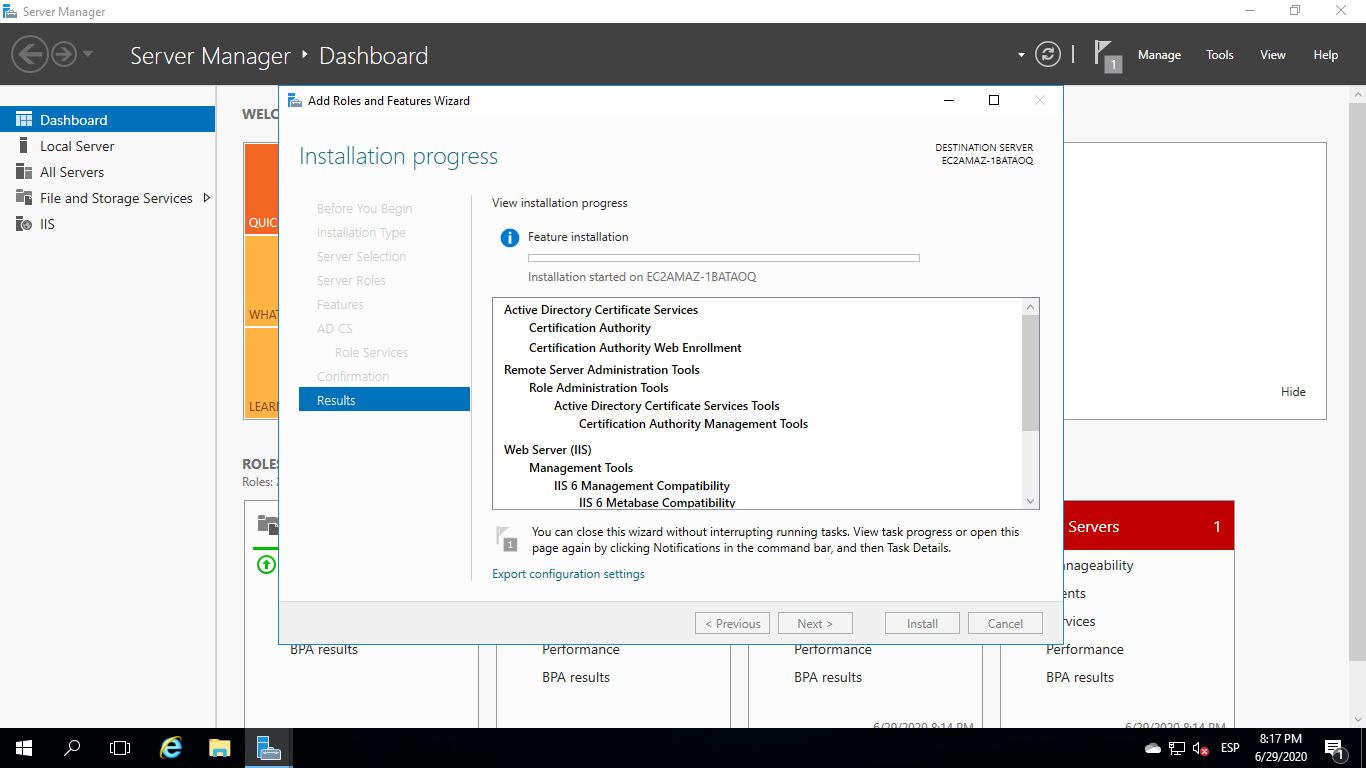 Server Manager
Server Manager ‣ Dashboard
1
Manage
Tools
View
Help
Dashboard
Local Server
All Servers
File and Storage Services
IIS
WELC
QUIC
WHAT
LEARN
Hide
ROLES
Roles:
Add Roles and Features Wizard
Installation progress
DESTINATION SERVER
EC2AMAZ-1BATAOQ
Before You Begin
Installation Type
Server Selection
Server Roles
Features
AD CS
Role Services
Confirmation
Results
View installation progress
Feature installation
Installation started on EC2AMAZ-1BATAOQ
Active Directory Certificate Services
Certification Authority
Certification Authority Web Enrollment
Remote Server Administration Tools
Role Administration Tools
Active Directory Certificate Services Tools
Certification Authority Management Tools
Web Server (IIS)
Management Tools
IIS 6 Management Compatibility
IIS 6 Metabase Compatibility
1
You can close this wizard without interrupting running tasks. View task progress or open this
page again by clicking Notifications in the command bar, and then Task Details.
Export configuration settings
< Previous
Next >
Install
Cancel
Servers 1
nageability
ents
vices
Performance
BPA results
BPA results
Performance
BPA results
Performance
BPA results
6/29/2020 8:14 PM
6/29/2020 8:14 PM
ESP
8:17 PM
6/29/2020
1